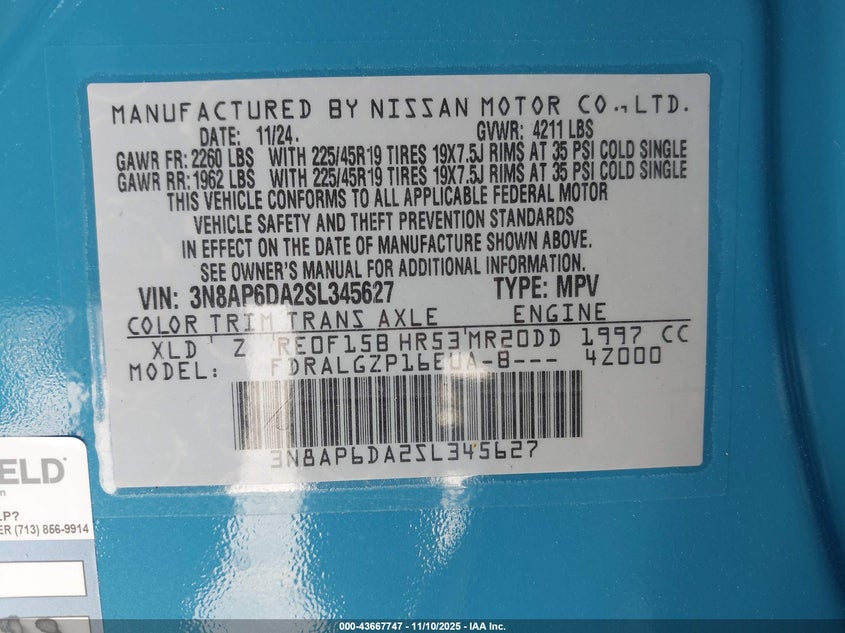 MANUFACTURED BY NISSAN MOTOR CO.,LTD.
DATE: 11/24. GVWR: 4211 LBS
GAWR FR: 2260 LBS WITH 225/45R19 TIRES 19X7.5J RIMS AT 35 PSI COLD SINGLE
GAWR RR: 1962 LBS WITH 225/45R19 TIRES 19X7.5J RIMS AT 35 PSI COLD SINGLE
THIS VEHICLE CONFORMS TO ALL APPLICABLE FEDERAL MOTOR
VEHICLE SAFETY AND THEFT PREVENTION STANDARDS
IN EFFECT ON THE DATE OF MANUFACTURE SHOWN ABOVE.
SEE OWNER'S MANUAL FOR ADDITIONAL INFORMATION
VIN: 3N8AP6DA2SL345627 TYPE: MPV
COLOR TRIM TRANS AXLE ENGINE
XLD Z RE0F15B HR53 MR20DD 1997 CC
MODEL: FDRALGZP16EUA-B--- 4Z000
3N8AP6DA2SL345627
ELD
LP?
ER (713) 856-9914
000-43667747 - 11/10/2025 - IAA Inc.